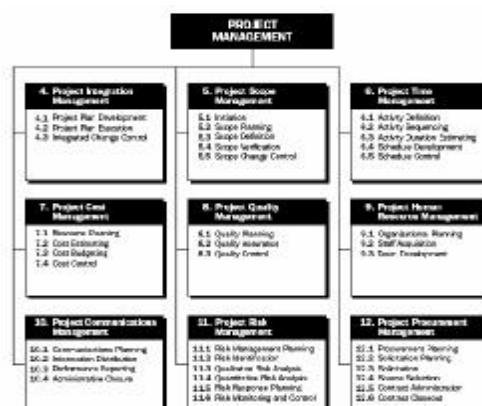 PROJECT
MANAGEMENT
4. Project Integration
Management
4.1 Project Plan Development
4.2 Project Plan Execution
4.3 Integrated Change Control
5. Project Scope
Management
5.1 Initiation
5.2 Scope Planning
5.3 Scope Definition
5.4 Scope Verification
5.5 Scope Change Control
6. Project Time
Management
6.1 Activity Definition
6.2 Activity Sequencing
6.3 Activity Duration Estimating
6.4 Schedule Development
6.5 Schedule Control
7. Project Cost
Management
7.1 Resource Planning
7.2 Cost Estimating
7.3 Cost Budgeting
7.4 Cost Control
8. Project Quality
Management
8.1 Quality Planning
8.2 Quality Assurance
8.3 Quality Control
9. Project Human
Resource Management
9.1 Organizational Planning
9.2 Staff Acquisition
9.3 Team Development
10. Project Communications
Management
10.1 Communications Planning
10.2 Information Distribution
10.3 Performance Reporting
10.4 Administrative Closure
11. Project Risk
Management
11.1 Risk Management Planning
11.2 Risk Identification
11.3 Qualitative Risk Analysis
11.4 Quantitative Risk Analysis
11.5 Risk Response Planning
11.6 Risk Monitoring and Control
12. Project Procurement
Management
12.1 Procurement Planning
12.2 Solicitation Planning
12.3 Solicitation
12.4 Source Selection
12.5 Contract Administration
12.6 Contract Closeout